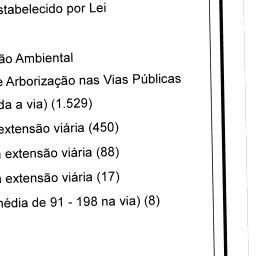 stabelecido por Lei
ão Ambiental
e Arborização nas Vias Públicas
da a via) (1.529)
extensão viária (450)
extensão viária (88)
extensão viária (17)
média de 91 - 198 na via) (8)